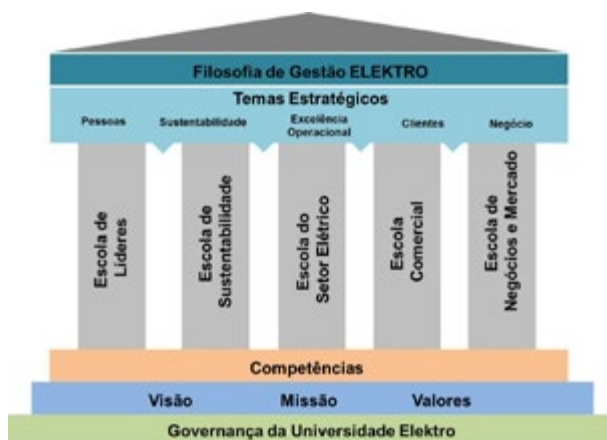 Filosofia de Gestão ELEKTRO
Temas Estratégicos
Pessoas
Sustentabilidade
Excelência
Operacional
Clientes
Negócio
Escola de
Líderes
Escola de
Sustentabilidade
Escola do
Setor Elétrico
Escola
Comercial
Escola de
Negócios e Mercado
Competências
Visão Missão Valores
Governança da Universidade Elektro